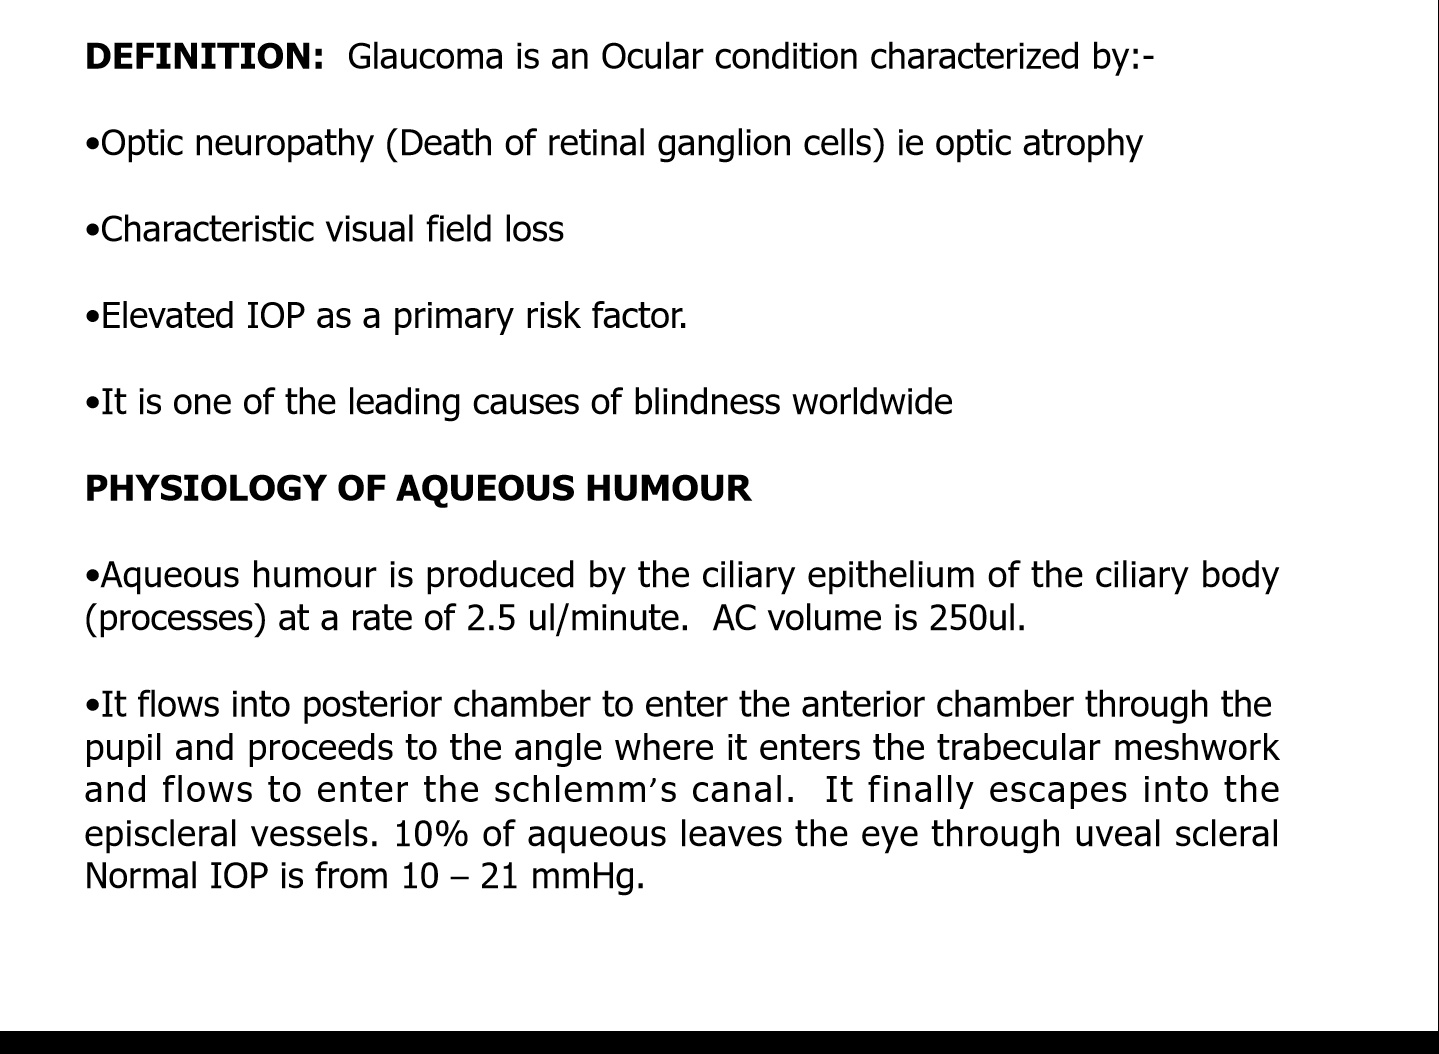 DEFINITION:  Glaucoma is an Ocular condition characterized by:-
•Optic neuropathy (Death of retinal ganglion cells) ie optic atrophy
•Characteristic visual field loss
•Elevated IOP as a primary risk factor.
•It is one of the leading causes of blindness worldwide
PHYSIOLOGY OF AQUEOUS HUMOUR
•Aqueous humour is produced by the ciliary epithelium of the ciliary body
(processes) at a rate of 2.5 ul/minute.  AC volume is 250ul.
•It flows into posterior chamber to enter the anterior chamber through the
pupil and proceeds to the angle where it enters the trabecular meshwork
and flows to enter the schlemm’s canal.  It finally escapes into the
episcleral vessels. 10% of aqueous leaves the eye through uveal scleral
Normal IOP is from 10 – 21 mmHg.